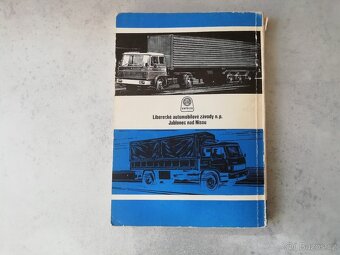 Liberecké automobilové závody n. p.
Jablonec nad Nisou